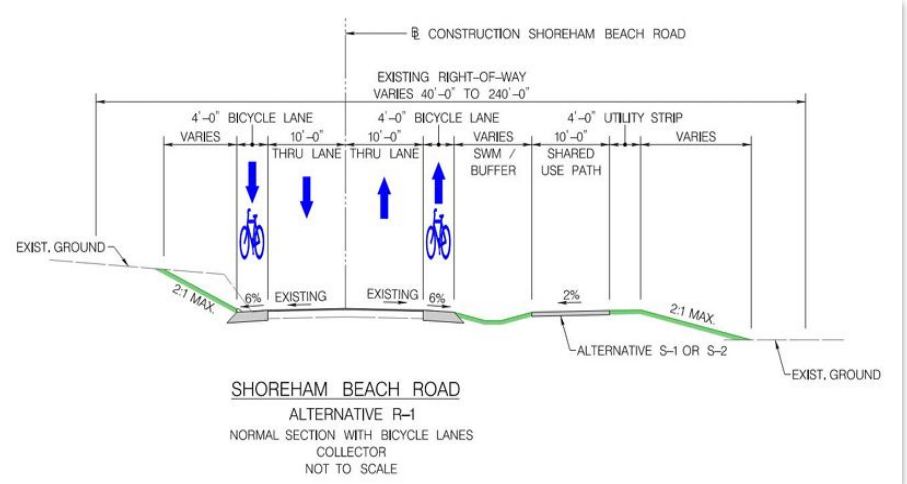 ℄ CONSTRUCTION SHOREHAM BEACH ROAD
EXISTING RIGHT-OF-WAY
VARIES 40'-0" TO 240'-0"
4'-0" BICYCLE LANE
4'-0" BICYCLE LANE
4'-0" UTILITY STRIP
VARIES
10'-0"
10'-0"
VARIES
10'-0"
VARIES
THRU LANE
THRU LANE
SWM /
BUFFER
SHARED
USE PATH
EXIST. GROUND
2:1 MAX.
6%
EXISTING
EXISTING
6%
2%
2:1 MAX.
ALTERNATIVE S-1 OR S-2
EXIST. GROUND
SHOREHAM BEACH ROAD
ALTERNATIVE R-1
NORMAL SECTION WITH BICYCLE LANES
COLLECTOR
NOT TO SCALE